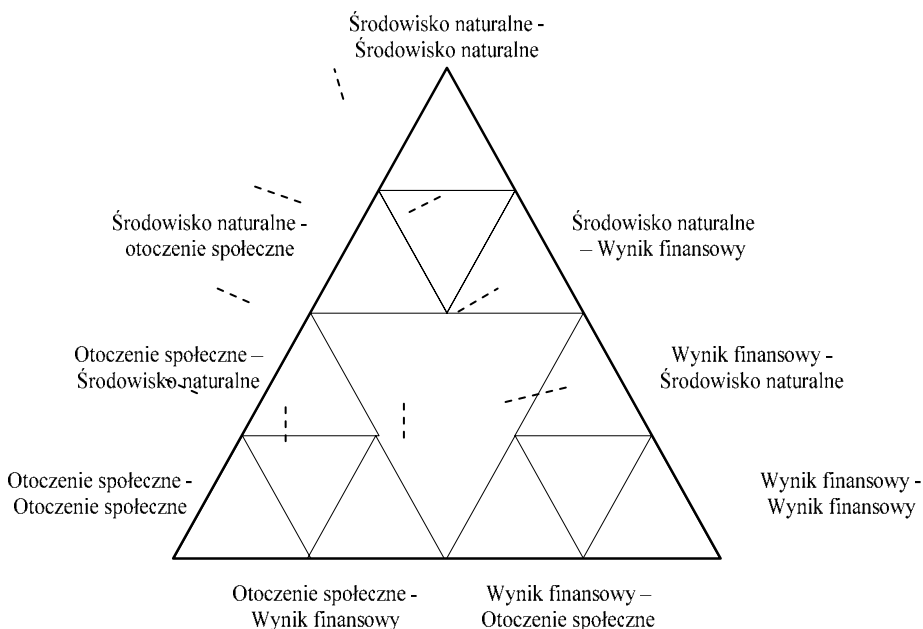 Środowisko naturalne -
Środowisko naturalne
Środowisko naturalne -
otoczenie społeczne
Środowisko naturalne
– Wynik finansowy
Otoczenie społeczne –
Środowisko naturalne
Wynik finansowy -
Środowisko naturalne
Otoczenie społeczne -
Otoczenie społeczne
Wynik finansowy -
Wynik finansowy
Otoczenie społeczne -
Wynik finansowy
Wynik finansowy –
Otoczenie społeczne